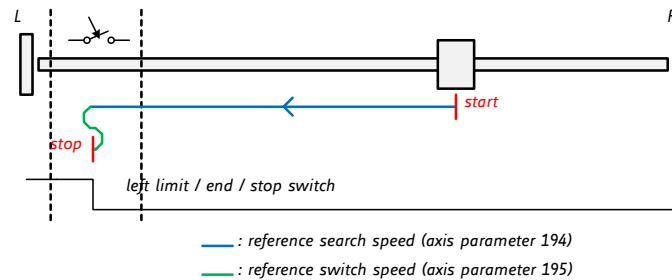 L
start
stop
left limit / end / stop switch
: reference search speed (axis parameter 194)
: reference switch speed (axis parameter 195)